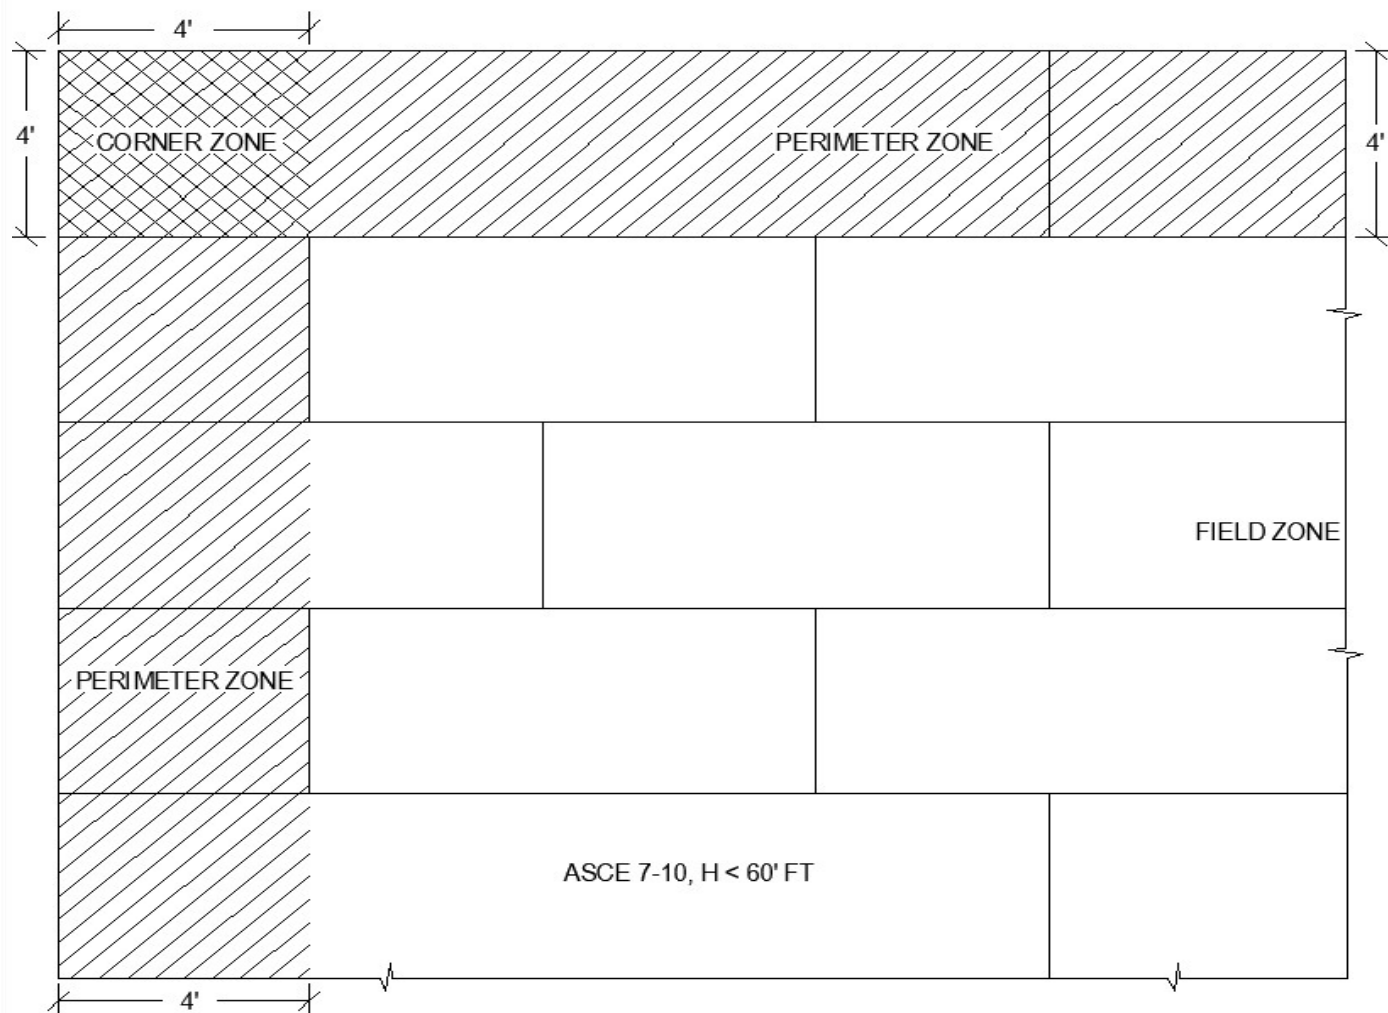 4'
4'
CORNER ZONE
PERIMETER ZONE
4'
FIELD ZONE
PERIMETER ZONE
ASCE 7-10, H < 60' FT
4'